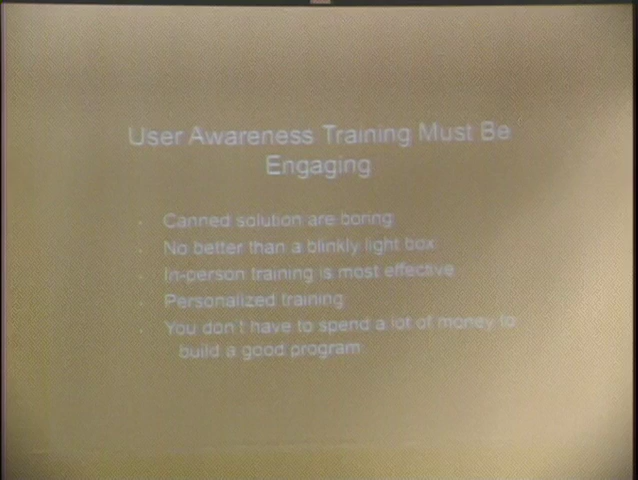 User Awareness Training Must Be
Engaging
Canned solution are boring
No better than a blinkly light box
In-person training is most effective
Personalized training
You don't have to spend a lot of money to
build a good program